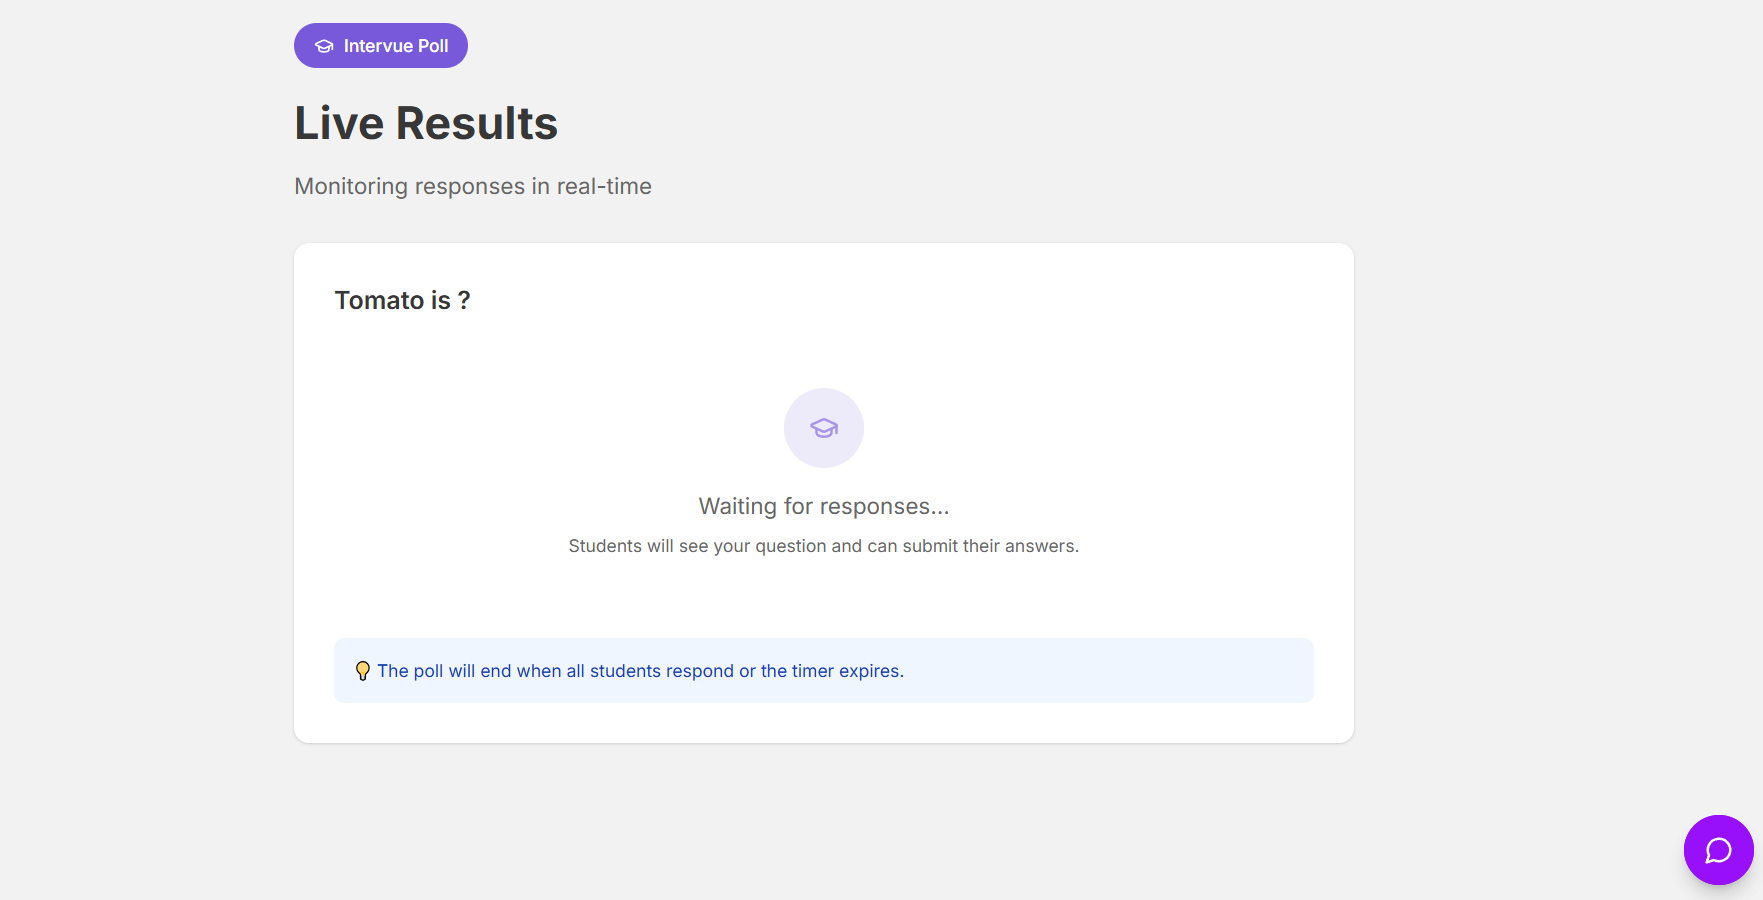 Intervue Poll
Live Results
Monitoring responses in real-time
Tomato is ?
Waiting for responses...
Students will see your question and can submit their answers.
💡 The poll will end when all students respond or the timer expires.